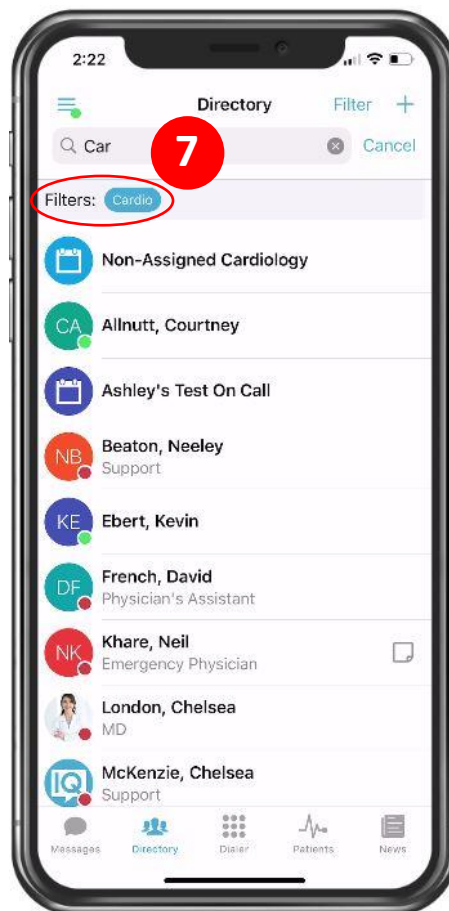 2:22
Directory Filter +
Car 7 Cancel
Filters: Cardio
Non-Assigned Cardiology
CA Allnutt, Courtney
Ashley's Test On Call
NB Beaton, Neeley
Support
KE Ebert, Kevin
DF French, David
Physician's Assistant
NK Khare, Neil
Emergency Physician
London, Chelsea
MD
IQ McKenzie, Chelsea
Support
Messages Directory Dialer Patients News